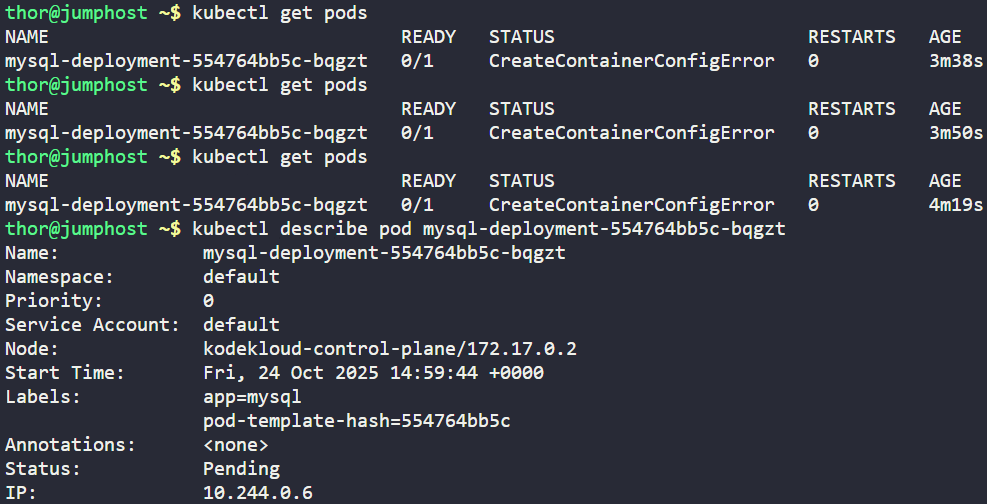 thor@jumphost ~$ kubectl get pods
NAME                                READY   STATUS                       RESTARTS   AGE
mysql-deployment-554764bb5c-bqgzt   0/1     CreateContainerConfigError   0          3m38s
thor@jumphost ~$ kubectl get pods
NAME                                READY   STATUS                       RESTARTS   AGE
mysql-deployment-554764bb5c-bqgzt   0/1     CreateContainerConfigError   0          3m50s
thor@jumphost ~$ kubectl get pods
NAME                                READY   STATUS                       RESTARTS   AGE
mysql-deployment-554764bb5c-bqgzt   0/1     CreateContainerConfigError   0          4m19s
thor@jumphost ~$ kubectl describe pod mysql-deployment-554764bb5c-bqgzt
Name:             mysql-deployment-554764bb5c-bqgzt
Namespace:        default
Priority:         0
Service Account:  default
Node:             kodekloud-control-plane/172.17.0.2
Start Time:       Fri, 24 Oct 2025 14:59:44 +0000
Labels:           app=mysql
                  pod-template-hash=554764bb5c
Annotations:      <none>
Status:           Pending
IP:               10.244.0.6